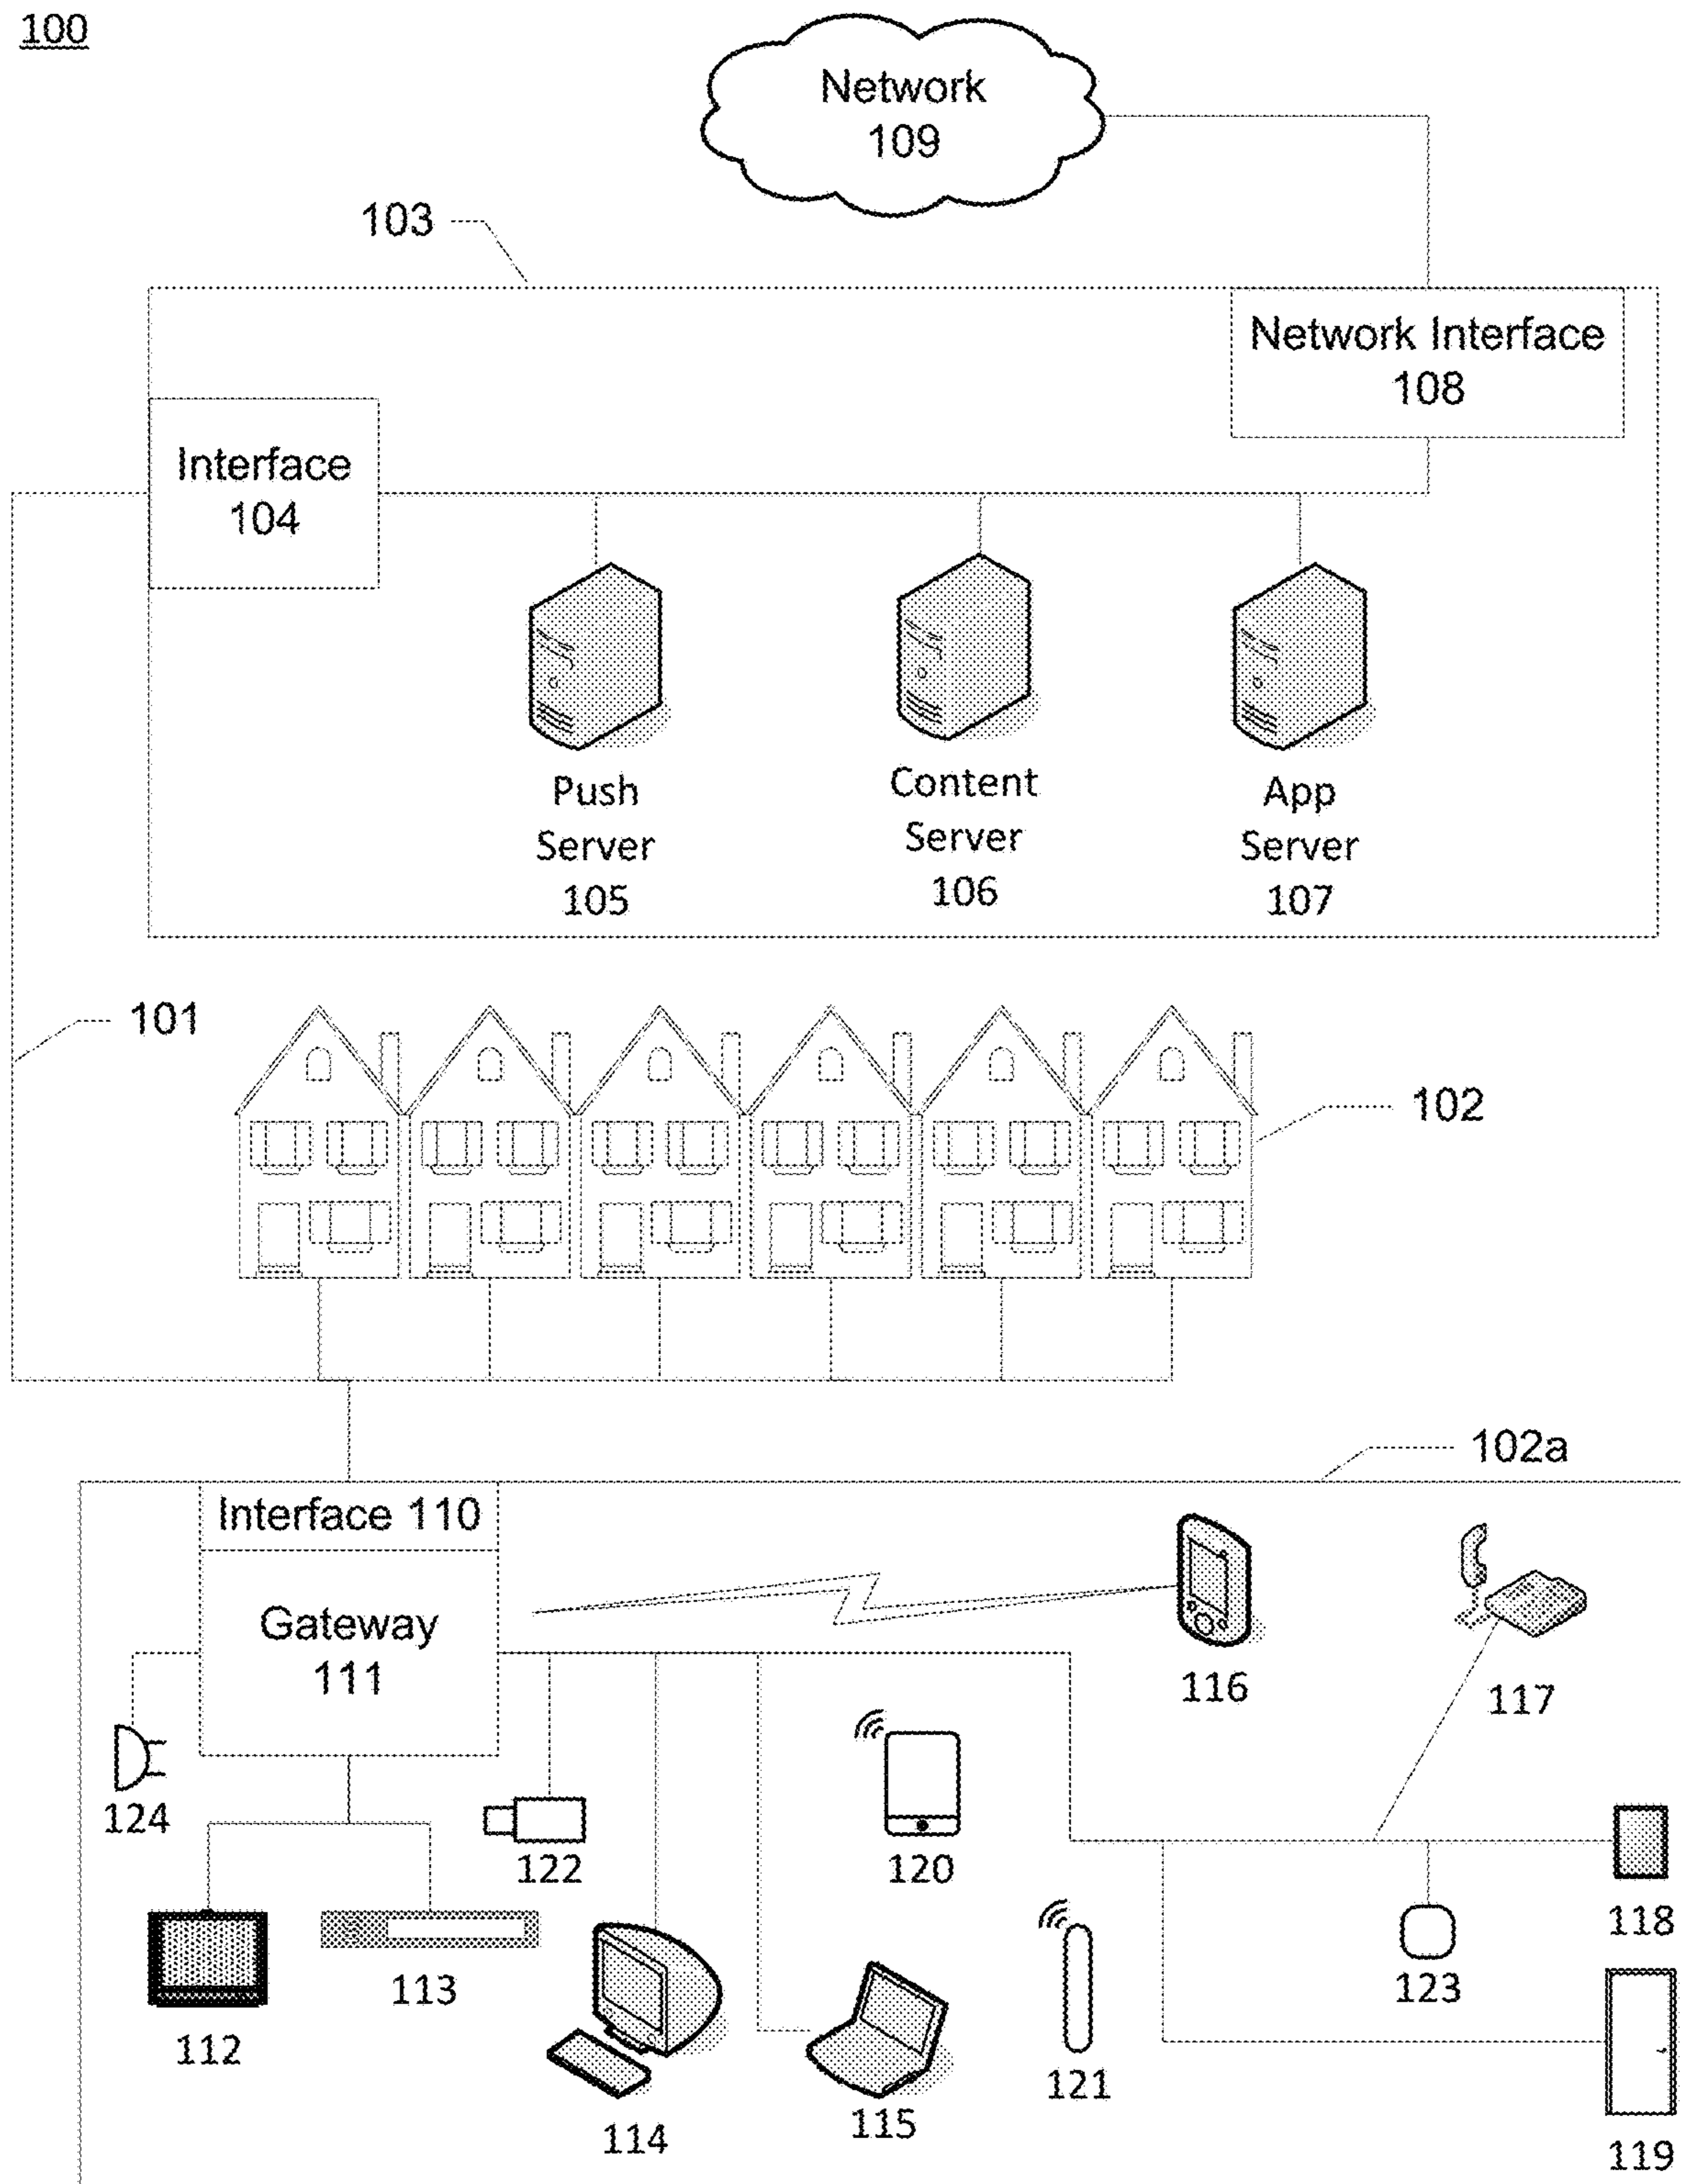 100
Network
109
103
Network Interface
108
Interface
104
Push
Server
105
Content
Server
106
App
Server
107
101
102
102a
Interface 110
Gateway
111
116
117
124
122
120
118
112
113
123
114
115
121
119